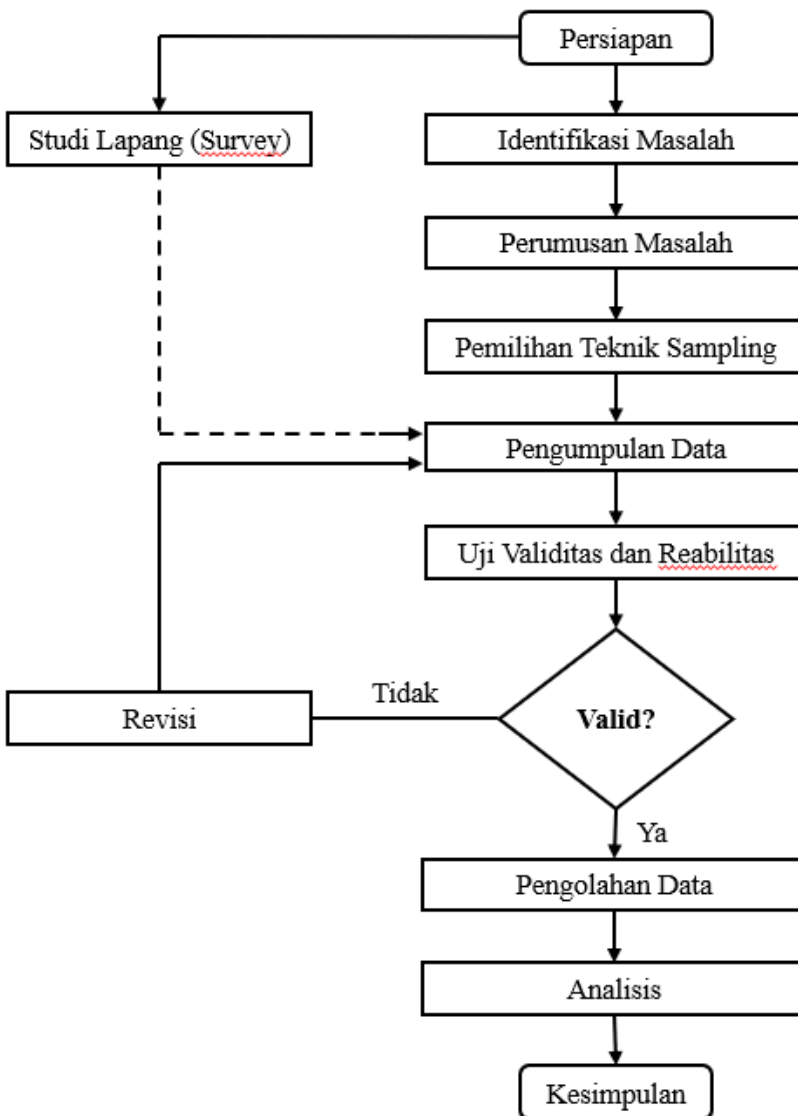 Persiapan
Studi Lapang (Survey)
Identifikasi Masalah
Perumusan Masalah
Pemilihan Teknik Sampling
Pengumpulan Data
Uji Validitas dan Reabilitas
Tidak
Revisi
Valid?
Ya
Pengolahan Data
Analisis
Kesimpulan